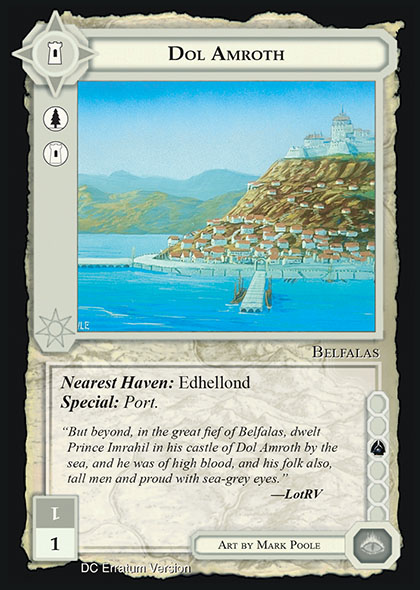 Dol Amroth
YLE
Belfalas
Nearest Haven: Edhellond
Special: Port.
“But beyond, in the great fief of Belfalas, dwelt
Prince Imrahil in his castle of Dol Amroth by the
sea, and he was of high blood, and his folk also,
tall men and proud with sea-grey eyes.”
—LotRV
1
1
Art by Mark Poole
DC Erratum Version